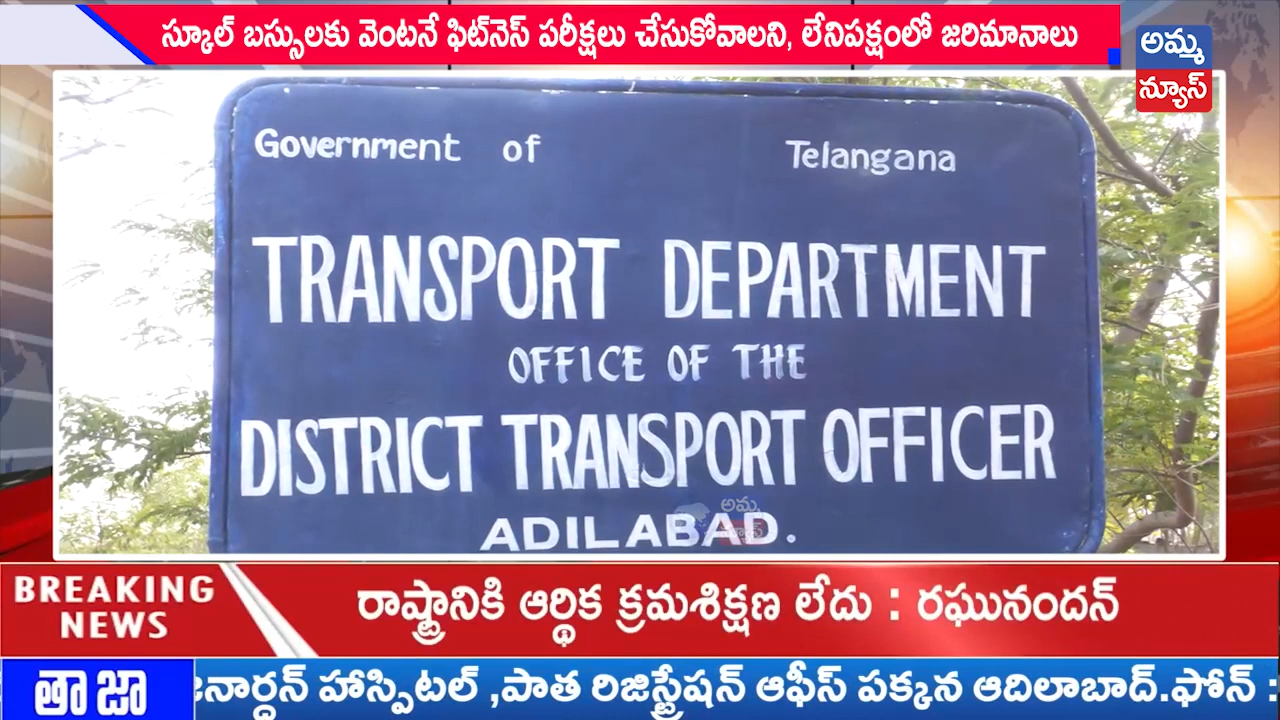 స్కూల్ బస్సులకు వెంటనే ఫిట్‌నెస్ పరీక్షలు చేసుకోవాలని, లేనిపక్షంలో జరిమానాలు
అమ్మ
న్యూస్
Government of Telangana
TRANSPORT DEPARTMENT
OFFICE OF THE
DISTRICT TRANSPORT OFFICER
అమ్మ
న్యూస్
ADILABAD.
BREAKING
NEWS
రాష్ట్రానికి ఆర్థిక క్రమశిక్షణ లేదు : రఘునందన్
తాజా
హాస్పిటల్ ,పాత రిజిస్ట్రేషన్ ఆఫీస్ పక్కన ఆదిలాబాద్.ఫోన్ :